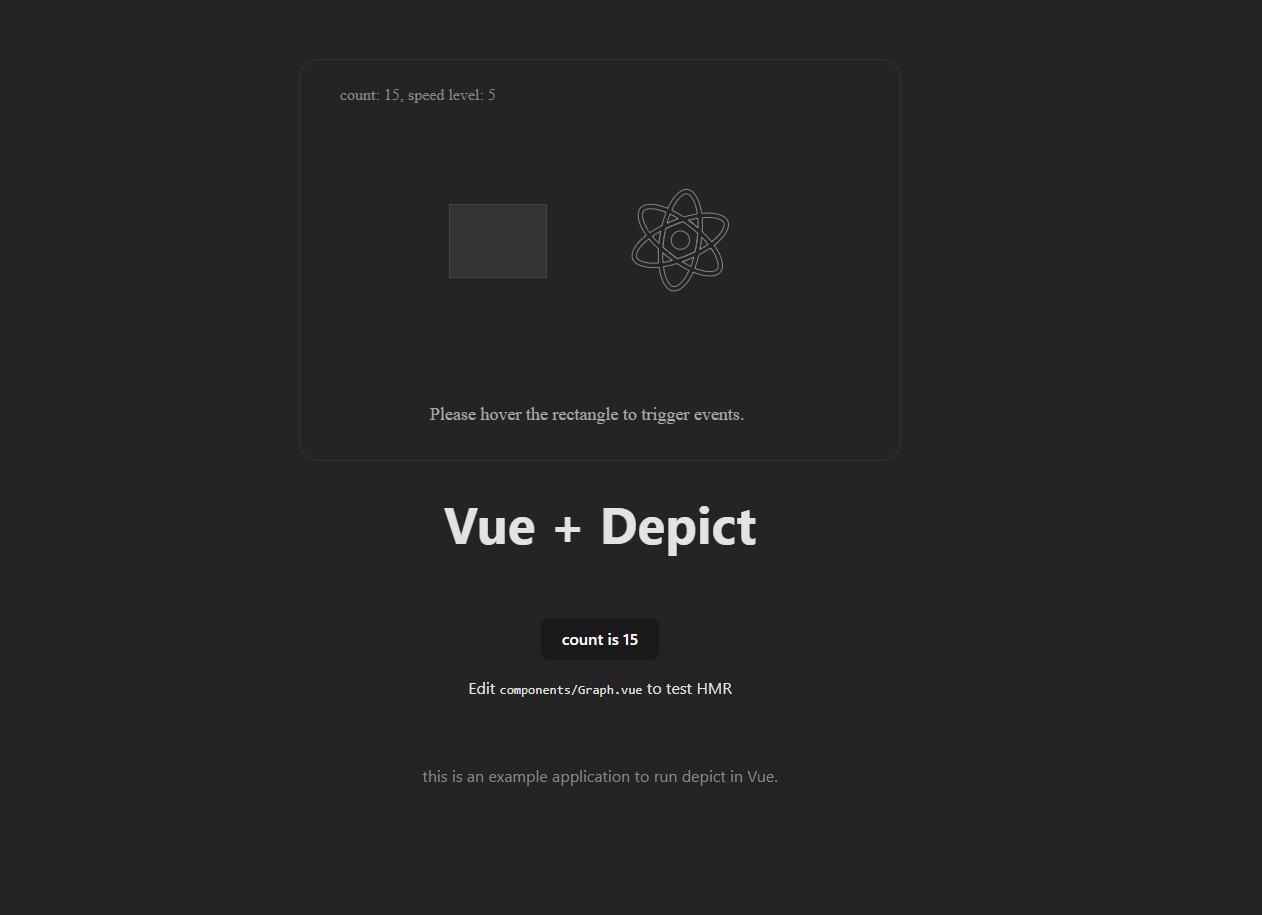 count: 15, speed level: 5
Please hover the rectangle to trigger events.
Vue + Depict
count is 15
Edit components/Graph.vue to test HMR
this is an example application to run depict in Vue.